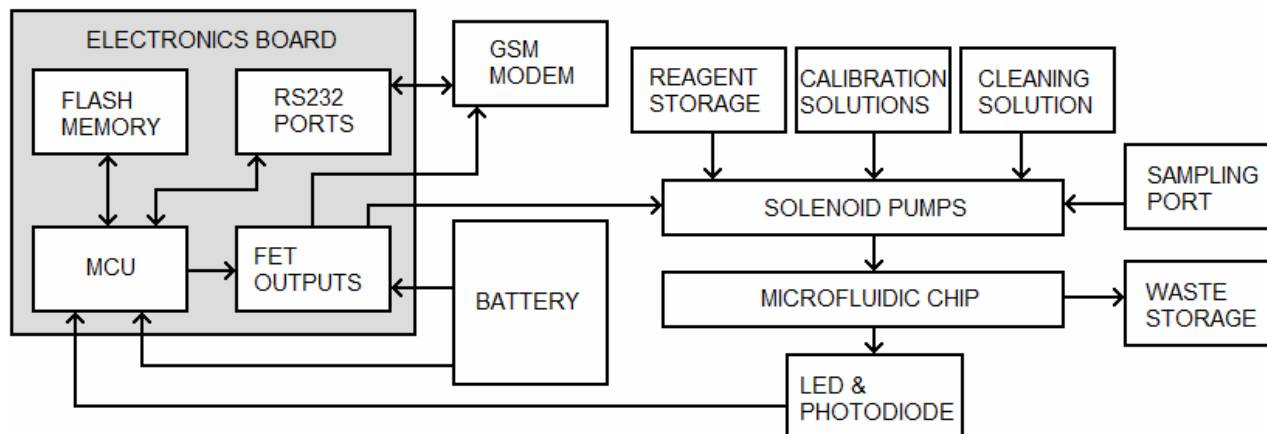 ELECTRONICS BOARD
FLASH
MEMORY
RS232
PORTS
GSM
MODEM
MCU
FET
OUTPUTS
BATTERY
REAGENT
STORAGE
CALIBRATION
SOLUTIONS
CLEANING
SOLUTION
SOLENOID PUMPS
SAMPLING
PORT
MICROFLUIDIC CHIP
WASTE
STORAGE
LED &
PHOTODIODE